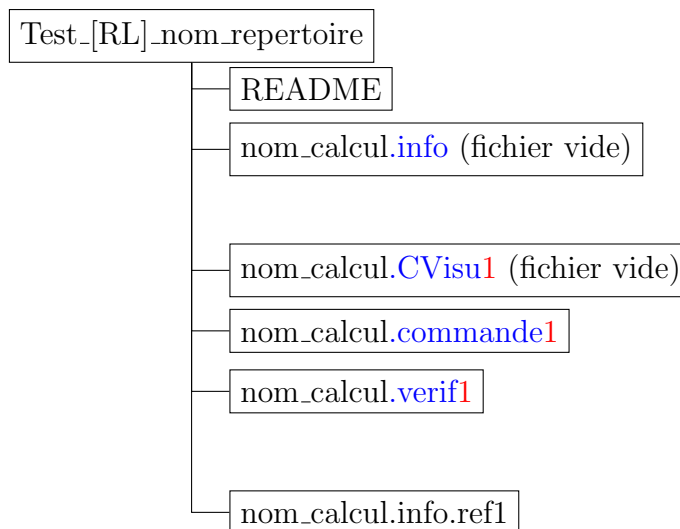 Test_[RL]_nom_repertoire
README
nom_calcul.info (fichier vide)
nom_calcul.CVisu1 (fichier vide)
nom_calcul.commande1
nom_calcul.verif1
nom_calcul.info.ref1